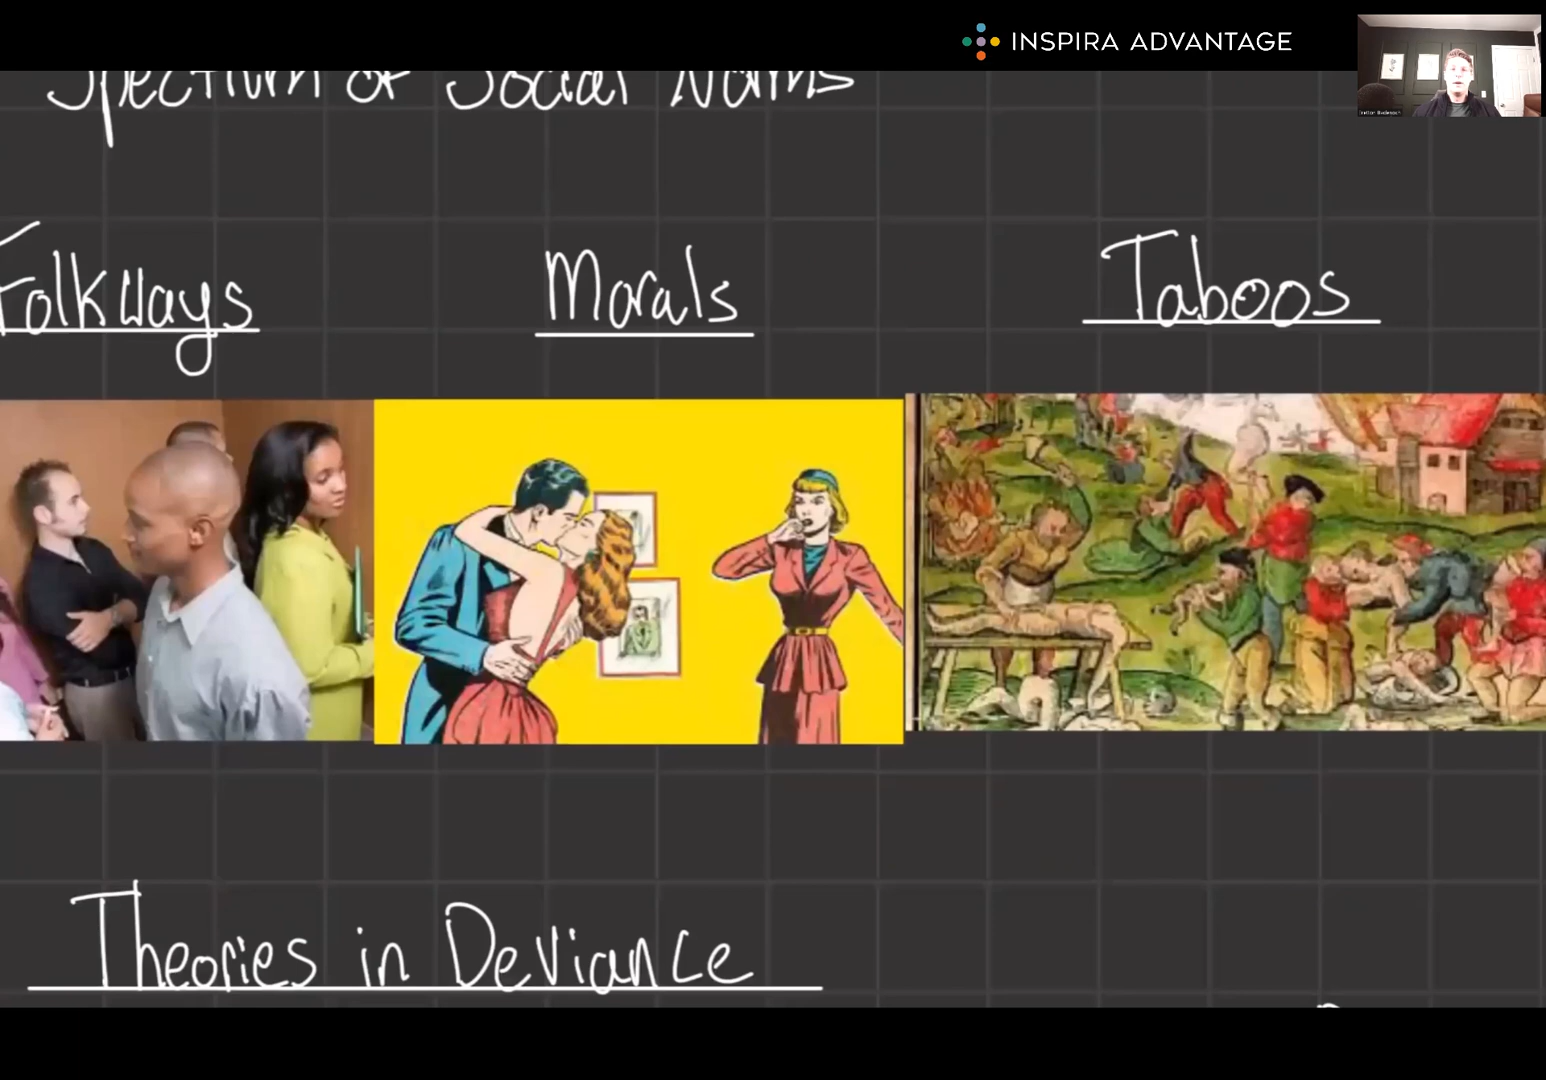 INSPIRA ADVANTAGE
Spectrum of Social Norms
Folkways Morals Taboos
Theories in Deviance